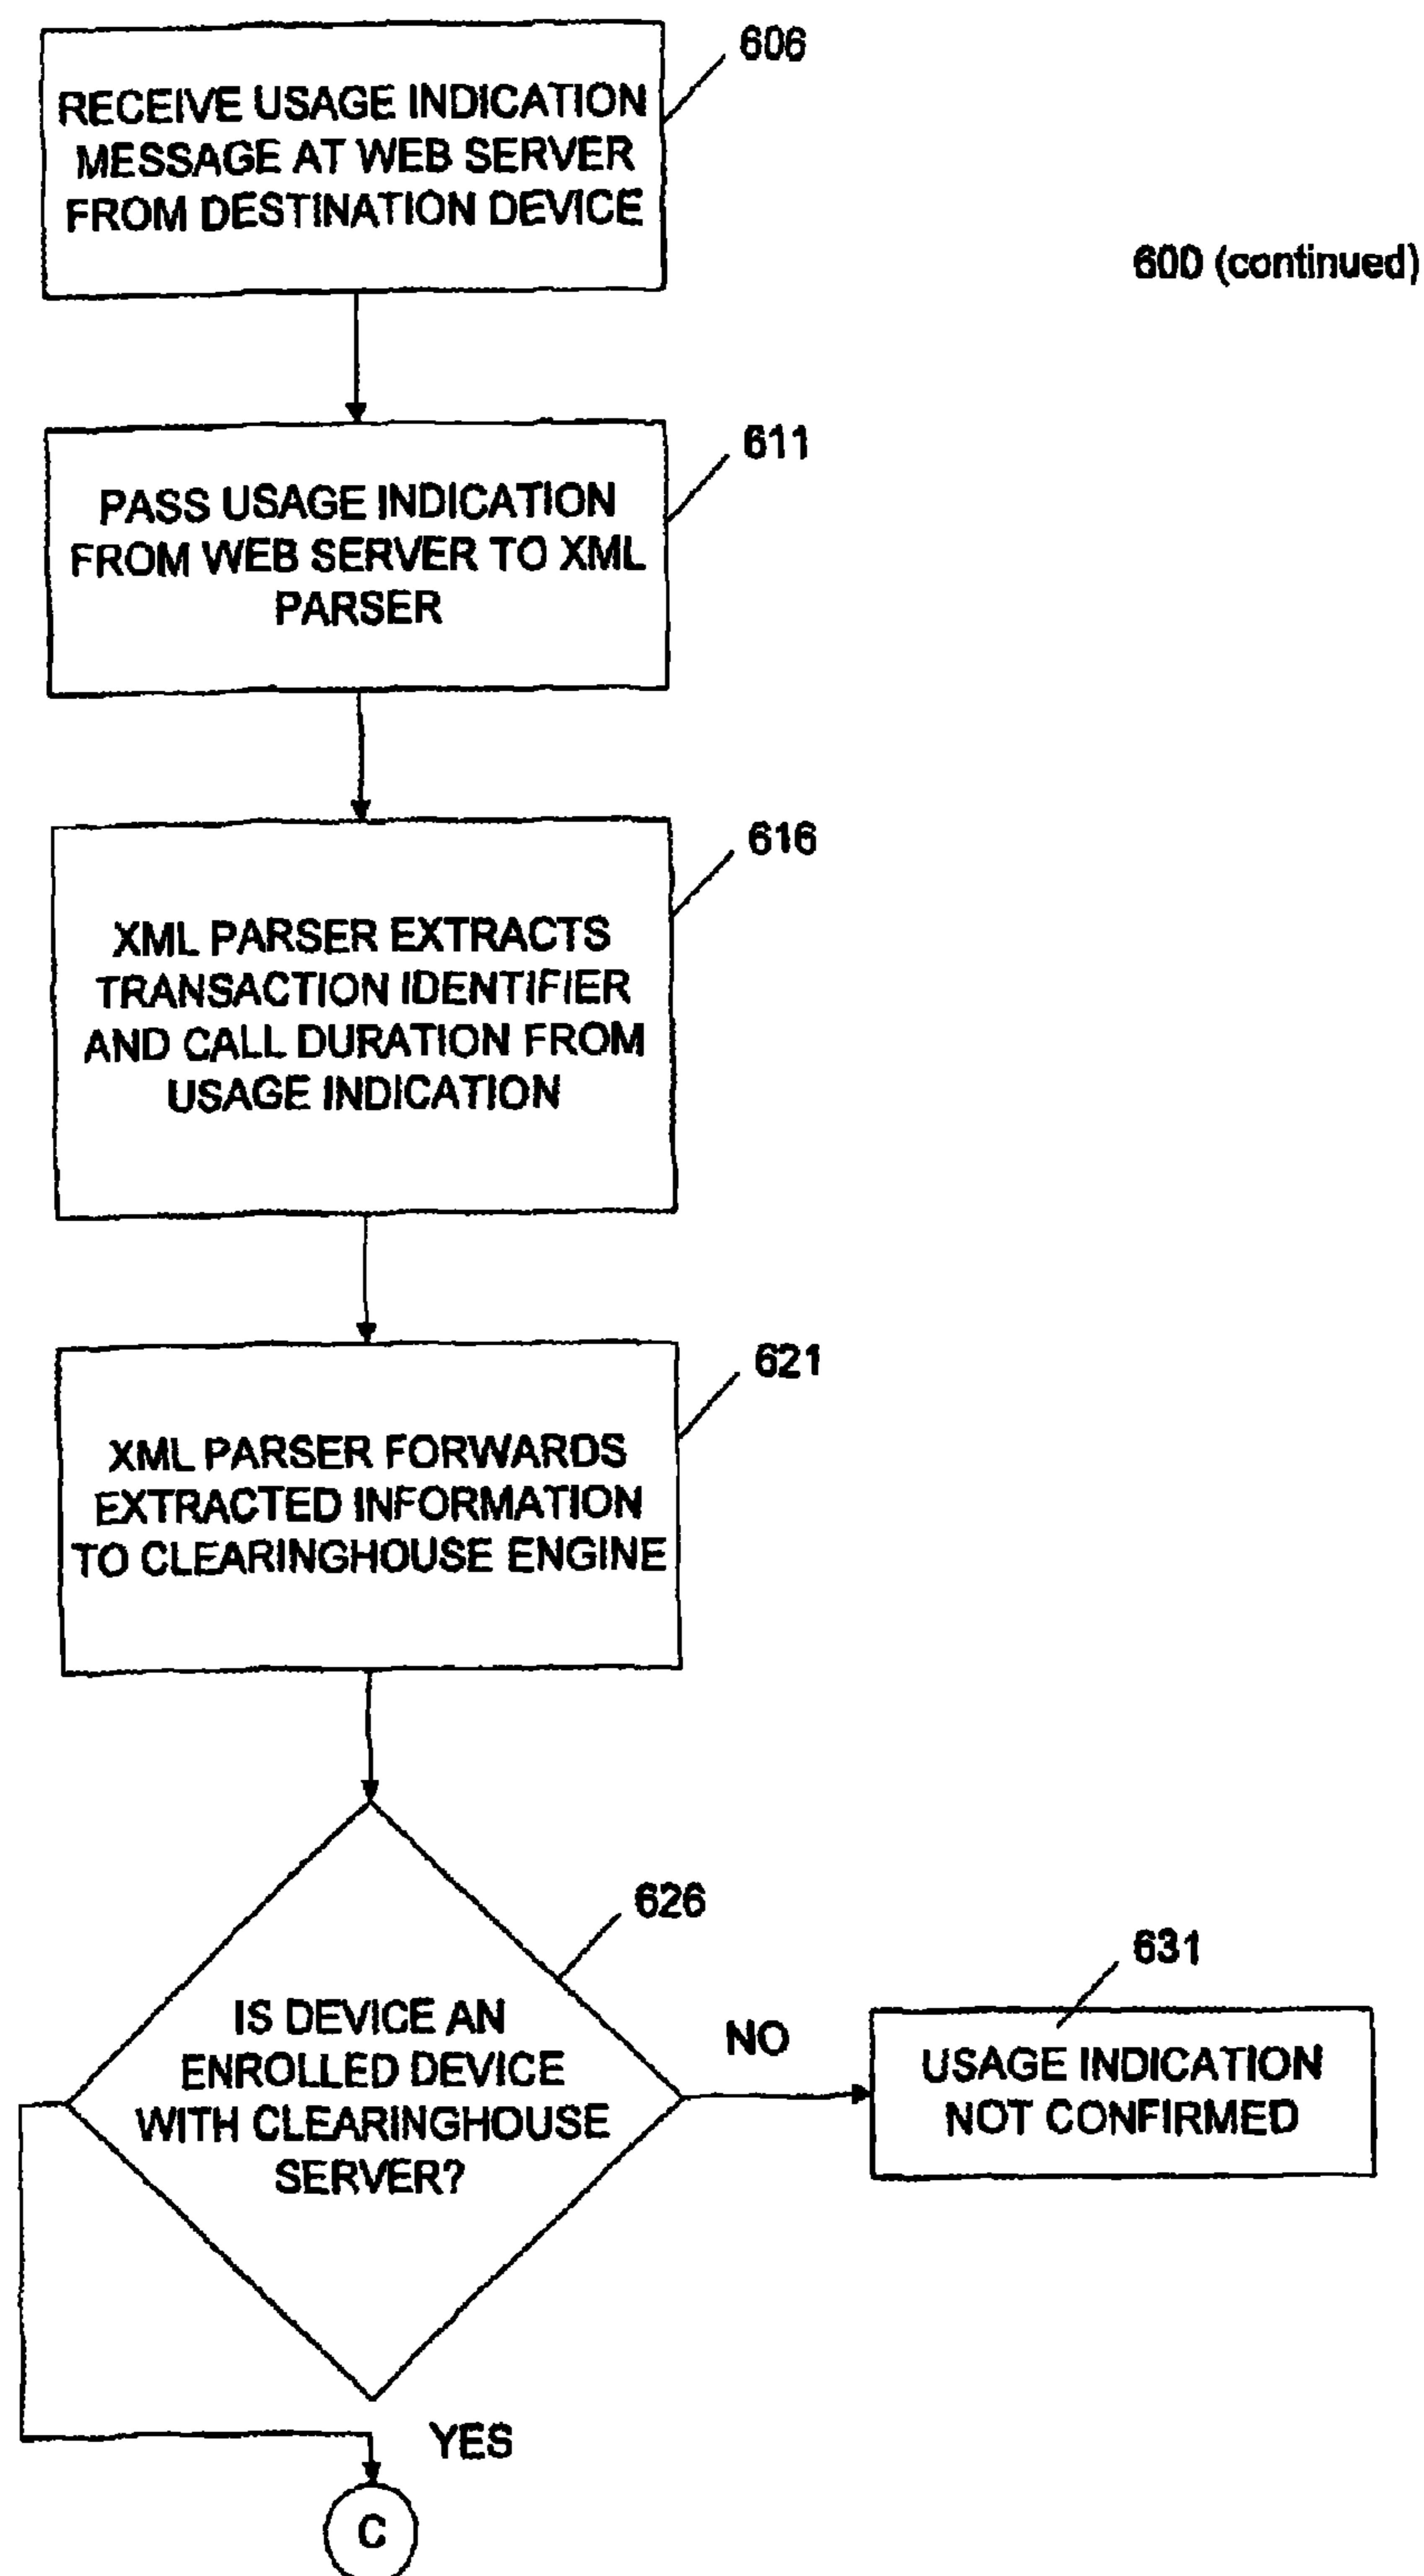 606
RECEIVE USAGE INDICATION
MESSAGE AT WEB SERVER
FROM DESTINATION DEVICE
600 (continued)
611
PASS USAGE INDICATION
FROM WEB SERVER TO XML
PARSER
616
XML PARSER EXTRACTS
TRANSACTION IDENTIFIER
AND CALL DURATION FROM
USAGE INDICATION
621
XML PARSER FORWARDS
EXTRACTED INFORMATION
TO CLEARINGHOUSE ENGINE
626
IS DEVICE AN
ENROLLED DEVICE
WITH CLEARINGHOUSE
SERVER?
NO
631
USAGE INDICATION
NOT CONFIRMED
YES
C